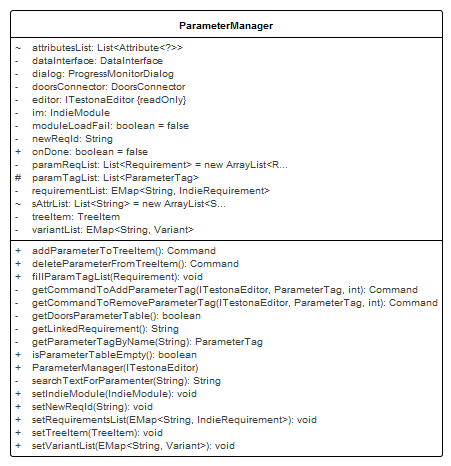 ParameterManager
~ attributesList: List<Attribute<?>>
- dataInterface: DataInterface
- dialog: ProgressMonitorDialog
- doorsConnector: DoorsConnector
- editor: ITestonaEditor {readOnly}
- im: IndieModule
- moduleLoadFail: boolean = false
- newReqId: String
+ onDone: boolean = false
- paramReqList: List<Requirement> = new ArrayList<R...
# paramTagList: List<ParameterTag>
- requirementList: EMap<String, IndieRequirement>
~ sAttrList: List<String> = new ArrayList<S...
- treeItem: TreeItem
- variantList: EMap<String, Variant>
+ addParameterToTreeItem(): Command
+ deleteParameterFromTreeItem(): Command
+ fillParamTagList(Requirement): void
- getCommandToAddParameterTag(ITestonaEditor, ParameterTag, int): Command
- getCommandToRemoveParameterTag(ITestonaEditor, ParameterTag, int): Command
- getDoorsParameterTable(): boolean
- getLinkedRequirement(): String
- getParameterTagByName(String): ParameterTag
+ isParameterTableEmpty(): boolean
+ ParameterManager(ITestonaEditor)
- searchTextForParamenter(String): String
+ setIndieModule(IndieModule): void
+ setNewReqId(String): void
+ setRequirementsList(EMap<String, IndieRequirement>): void
+ setTreeItem(TreeItem): void
+ setVariantList(EMap<String, Variant>): void